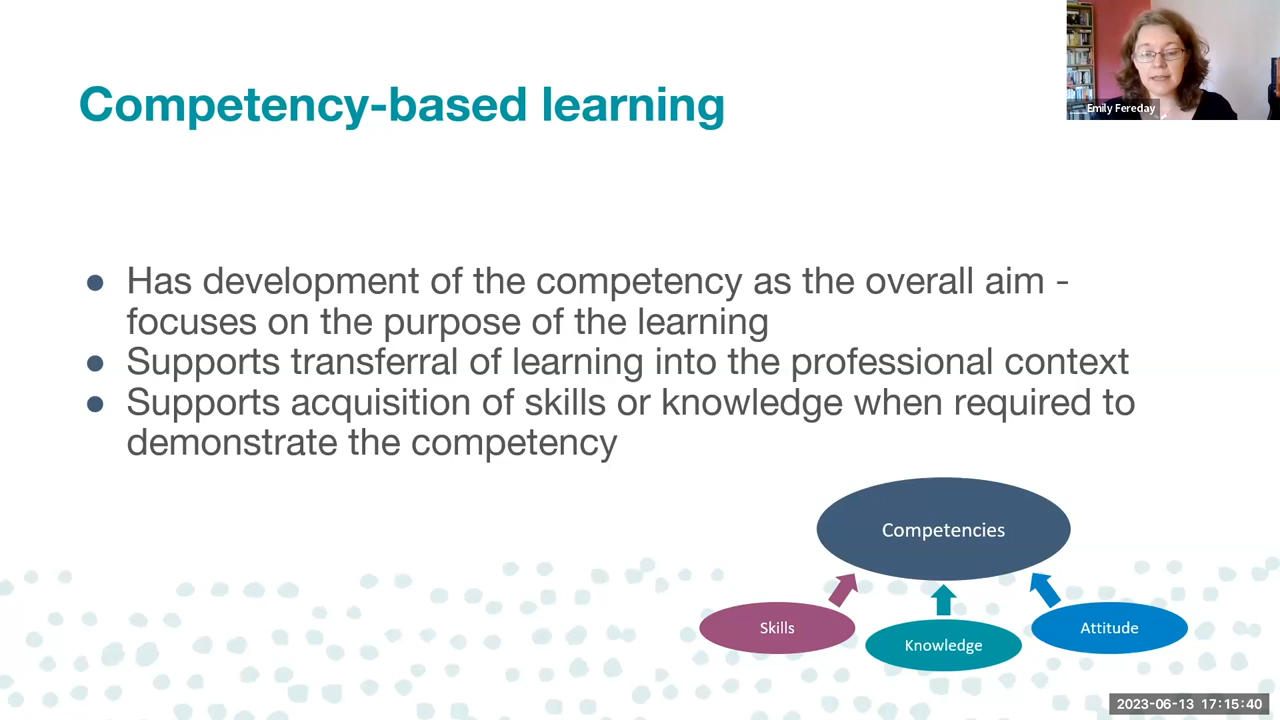 Competency-based learning
Emily Fereday
● Has development of the competency as the overall aim -
focuses on the purpose of the learning
● Supports transferral of learning into the professional context
● Supports acquisition of skills or knowledge when required to
demonstrate the competency
Competencies
Skills
Knowledge
Attitude
2023-06-13 17:15:40